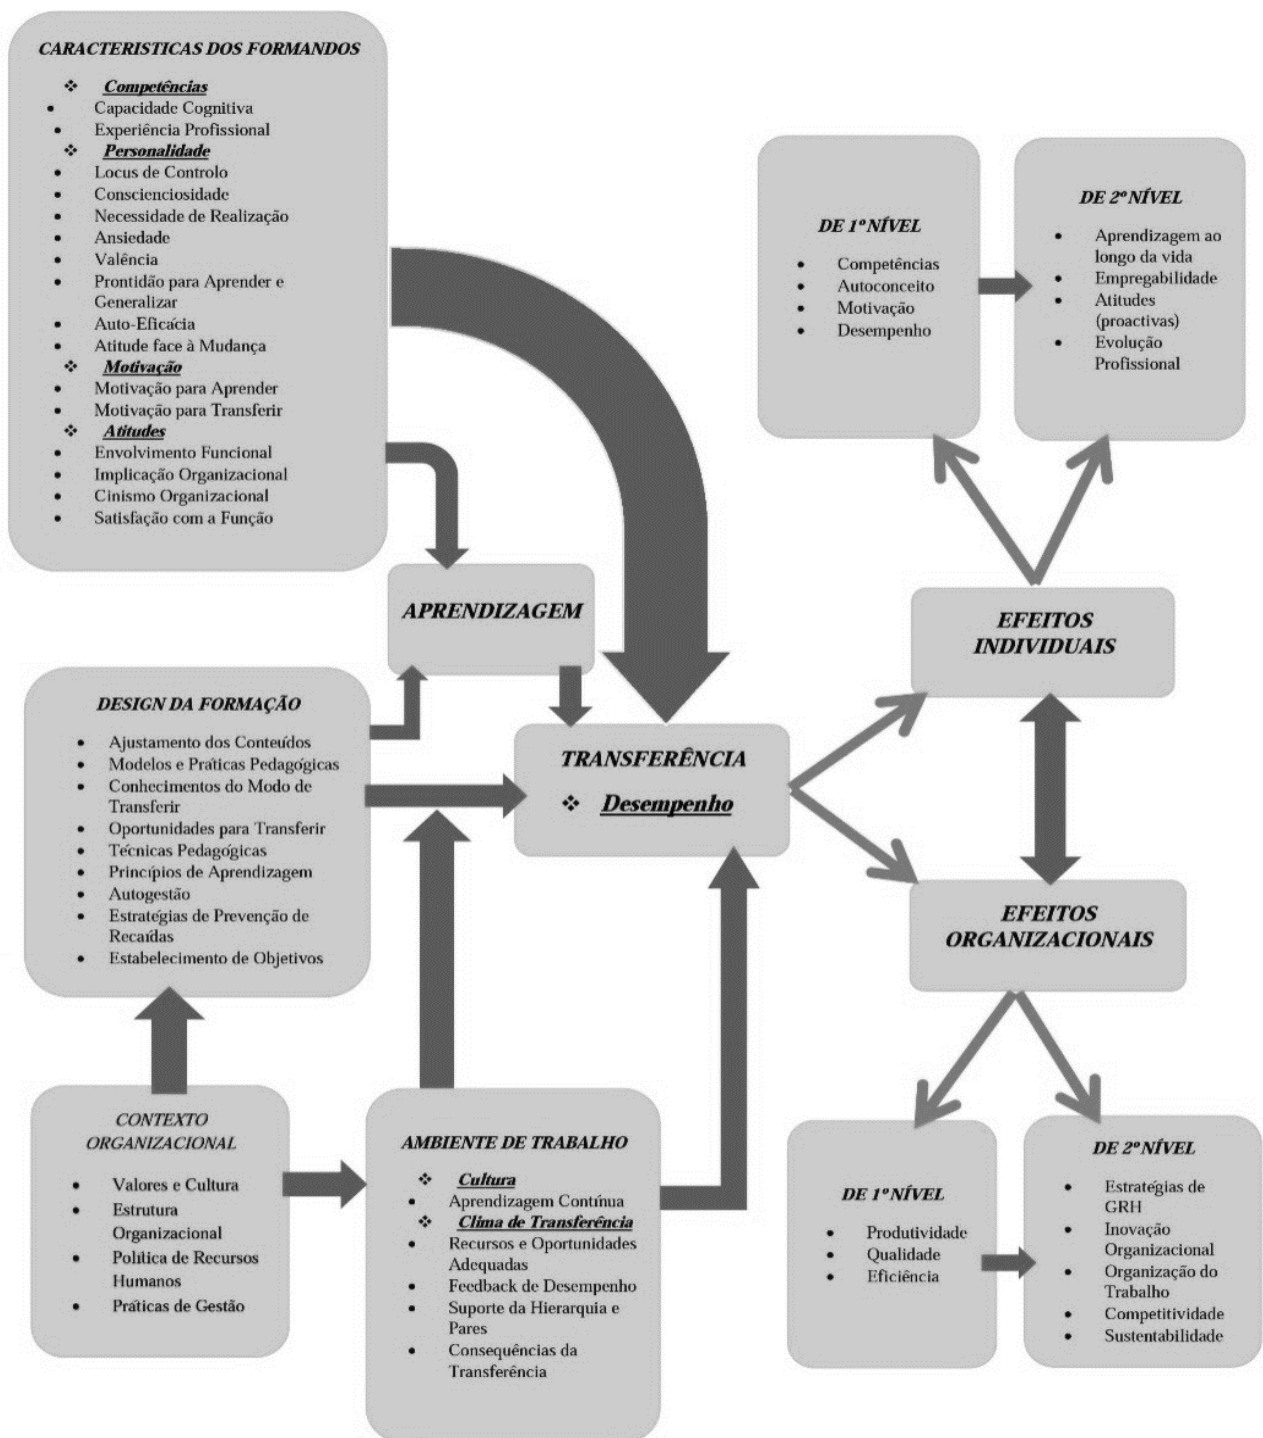 CARACTERISTICAS DOS FORMANDOS
❖ Competências
• Capacidade Cognitiva
• Experiência Profissional
❖ Personalidade
• Locus de Controlo
• Conscienciosidade
• Necessidade de Realização
• Ansiedade
• Valência
• Prontidão para Aprender e
Generalizar
• Auto-Eficácia
• Atitude face à Mudança
❖ Motivação
• Motivação para Aprender
• Motivação para Transferir
❖ Atitudes
• Envolvimento Funcional
• Implicação Organizacional
• Cinismo Organizacional
• Satisfação com a Função
APRENDIZAGEM
DESIGN DA FORMAÇÃO
• Ajustamento dos Conteúdos
• Modelos e Práticas Pedagógicas
• Conhecimentos do Modo de
Transferir
• Oportunidades para Transferir
• Técnicas Pedagógicas
• Princípios de Aprendizagem
• Autogestão
• Estratégias de Prevenção de
Recaídas
• Estabelecimento de Objetivos
CONTEXTO
ORGANIZACIONAL
• Valores e Cultura
• Estrutura
Organizacional
• Política de Recursos
Humanos
• Práticas de Gestão
AMBIENTE DE TRABALHO
❖ Cultura
• Aprendizagem Contínua
❖ Clima de Transferência
• Recursos e Oportunidades
Adequadas
• Feedback de Desempenho
• Suporte da Hierarquia e
Pares
• Consequências da
Transferência
TRANSFERÊNCIA
❖ Desempenho
DE 1º NÍVEL
• Competências
• Autoconceito
• Motivação
• Desempenho
DE 2º NÍVEL
• Aprendizagem ao
longo da vida
• Empregabilidade
• Atitudes
(proactivas)
• Evolução
Profissional
EFEITOS
INDIVIDUAIS
EFEITOS
ORGANIZACIONAIS
DE 1º NÍVEL
• Produtividade
• Qualidade
• Eficiência
DE 2º NÍVEL
• Estratégias de
GRH
• Inovação
Organizacional
• Organização do
Trabalho
• Competitividade
• Sustentabilidade